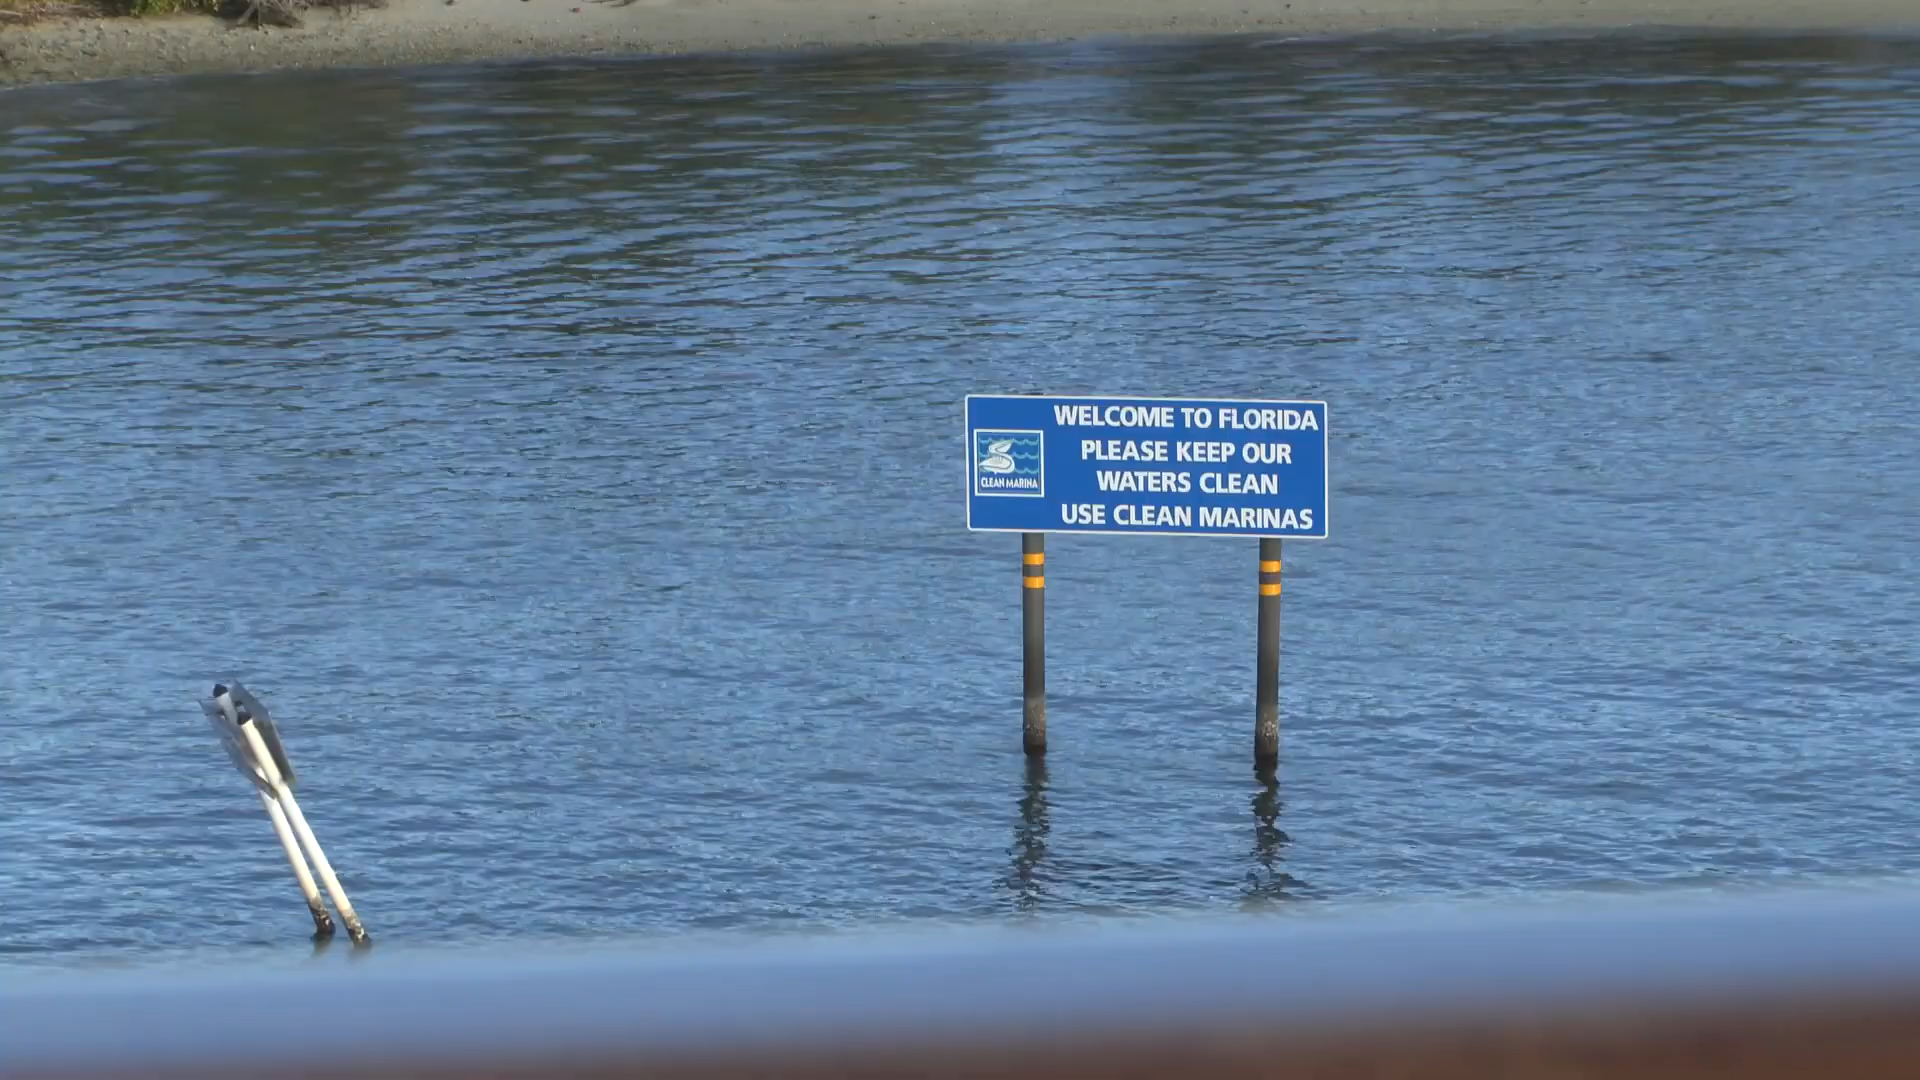 WELCOME TO FLORIDA
PLEASE KEEP OUR
WATERS CLEAN
USE CLEAN MARINAS
CLEAN MARINA